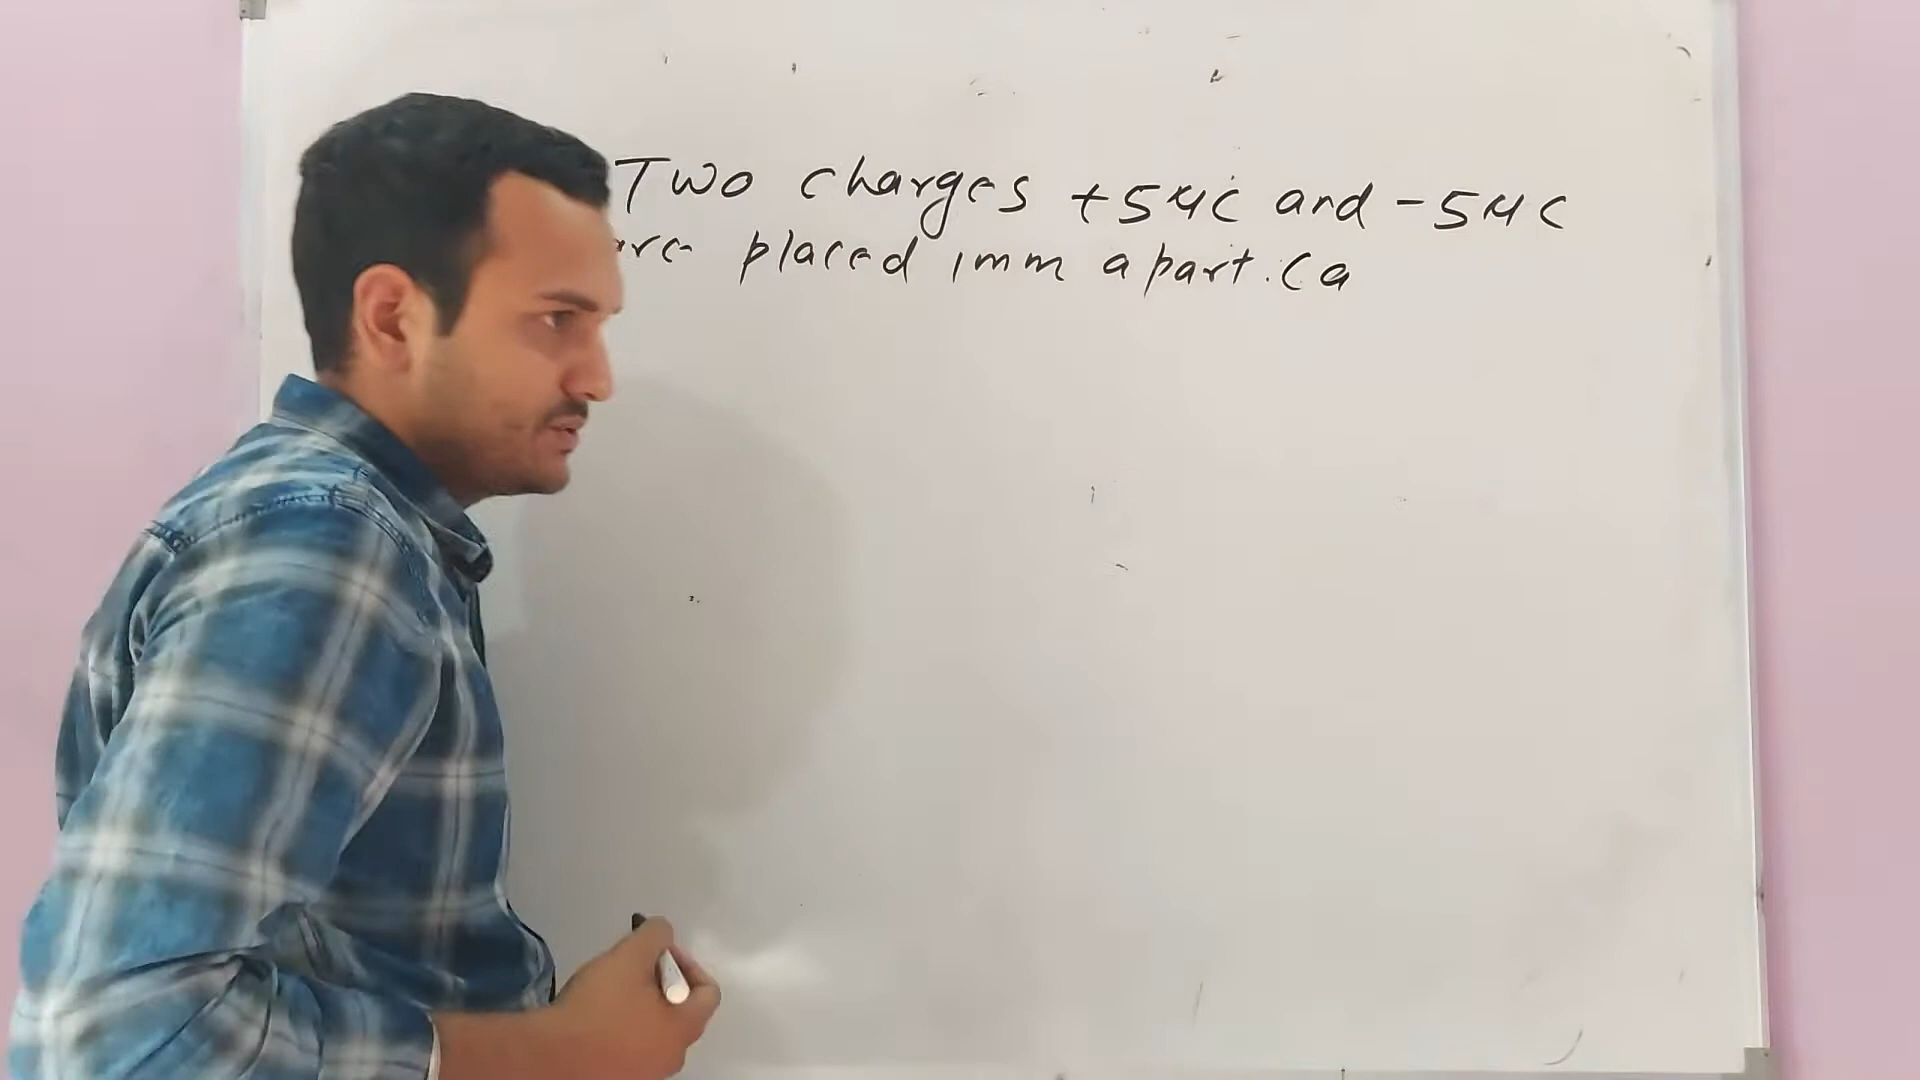 Two charges +5μC and -5μC
are placed 1mm apart. Ca